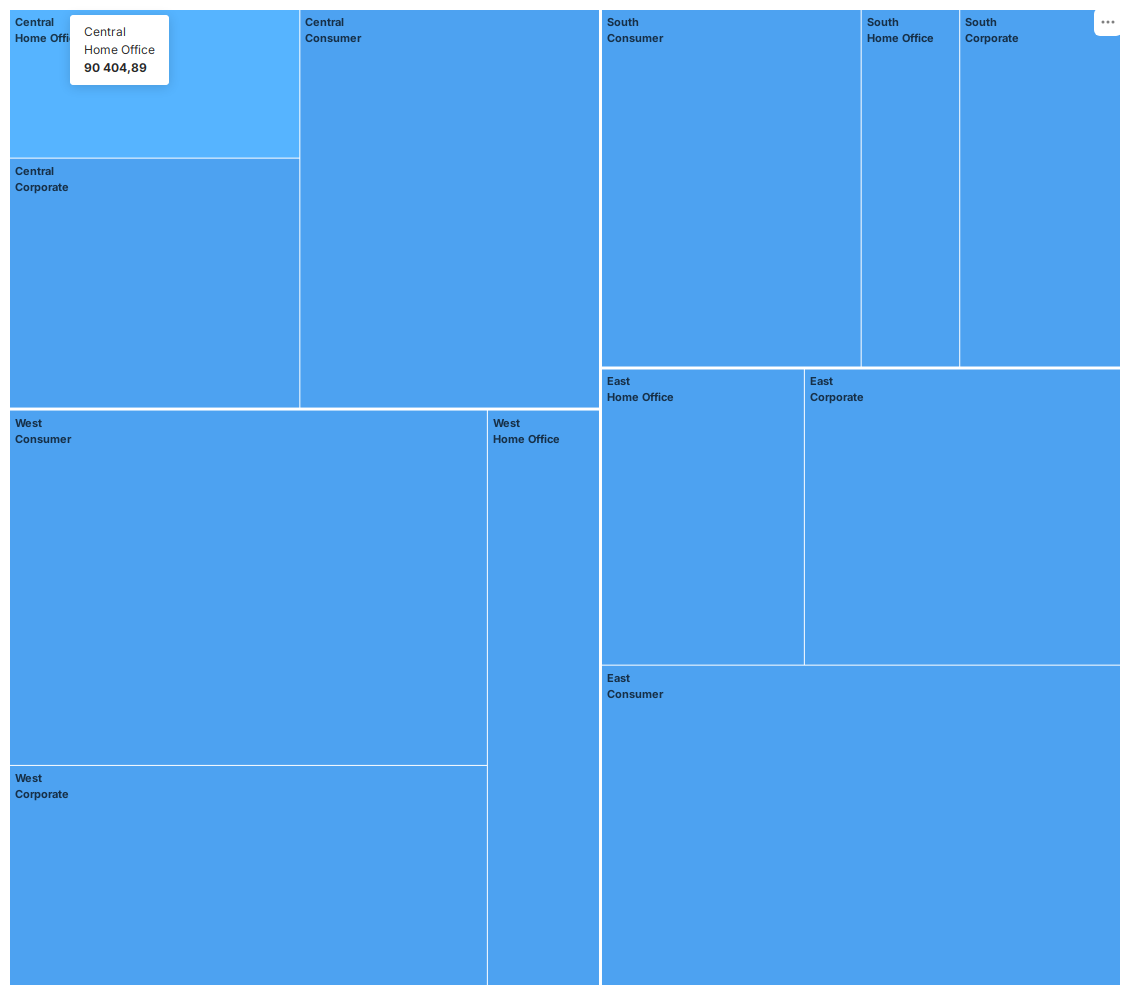 Central
Home Offi
Central
Home Office
90 404,89
Central
Consumer
South
Consumer
South
Home Office
South
Corporate
Central
Corporate
East
Home Office
East
Corporate
West
Consumer
West
Home Office
East
Consumer
West
Corporate